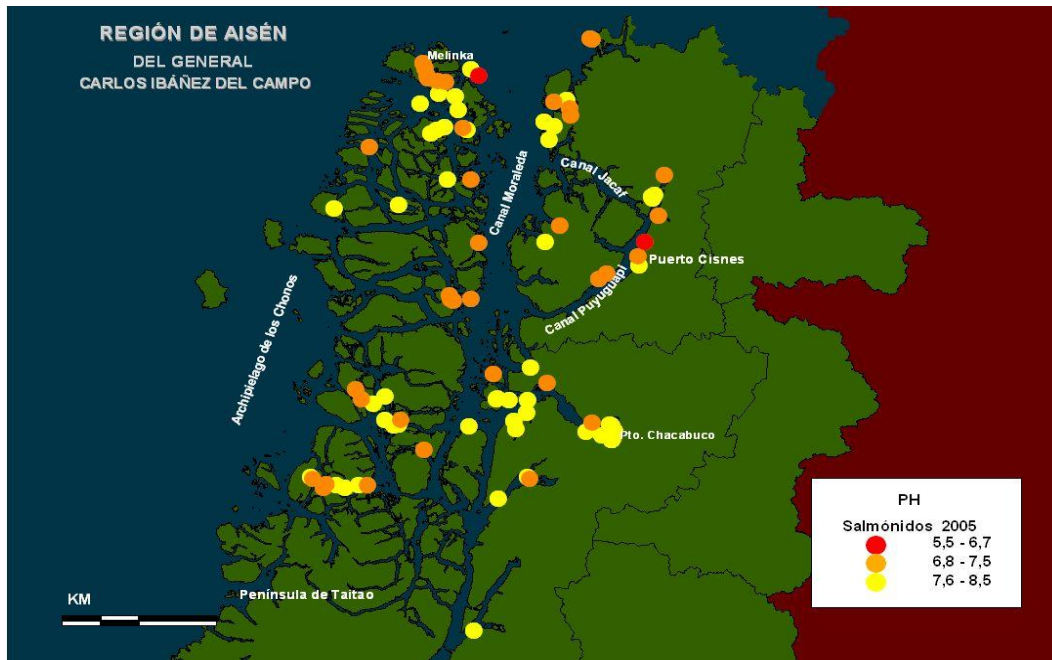 REGIÓN DE AISÉN
DEL GENERAL
CARLOS IBÁÑEZ DEL CAMPO
Melinka
Canal Moraleda
Canal Jacaf
Puerto Cisnes
Canal Puyuguapi
Archipielago de los Chonos
Pto. Chacabuco
Península de Taitao
KM
PH
Salmónidos 2005
5,5 - 6,7
6,8 - 7,5
7,6 - 8,5